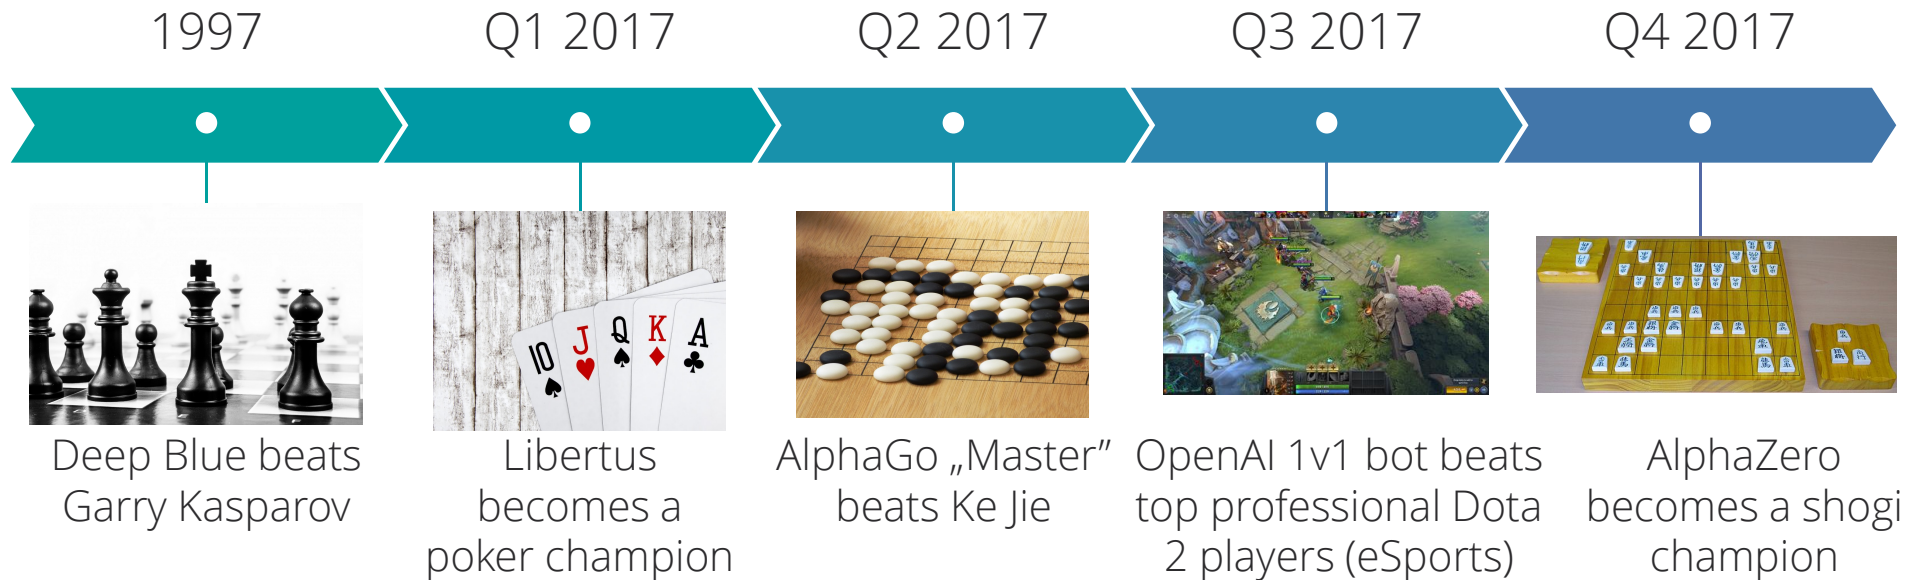 1997
Q1 2017
Q2 2017
Q3 2017
Q4 2017
10
J
Q
K
A
Deep Blue beats
Garry Kasparov
Libertus
becomes a
poker champion
AlphaGo „Master”
beats Ke Jie
OpenAI 1v1 bot beats
top professional Dota
2 players (eSports)
AlphaZero
becomes a shogi
champion